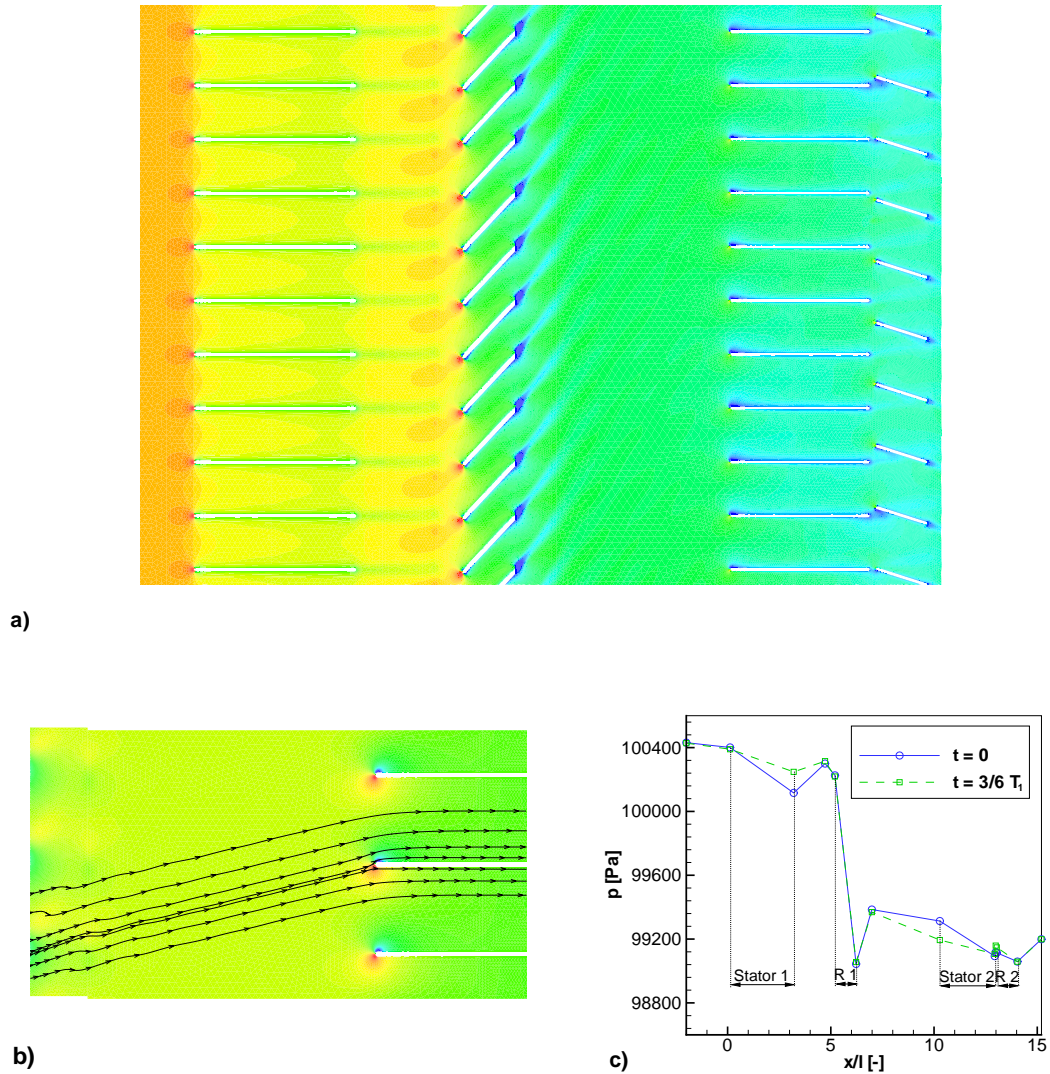 a)
b)
c)
t = 0
t = 3/6 T₁
p [Pa]
100400
100000
99600
99200
98800
Stator 1
R 1
Stator 2
R 2
0
5
10
15
x/l [-]